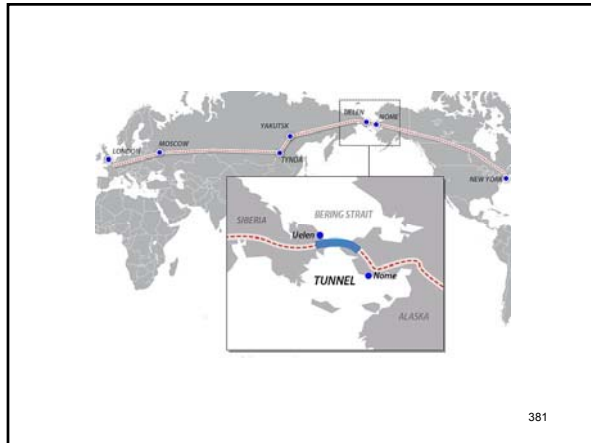 UELEN
NOME
YAKUTSK
LONDON
MOSCOW
TYNDA
NEW YORK
SIBERIA
BERING STRAIT
Uelen
TUNNEL
Nome
ALASKA
381